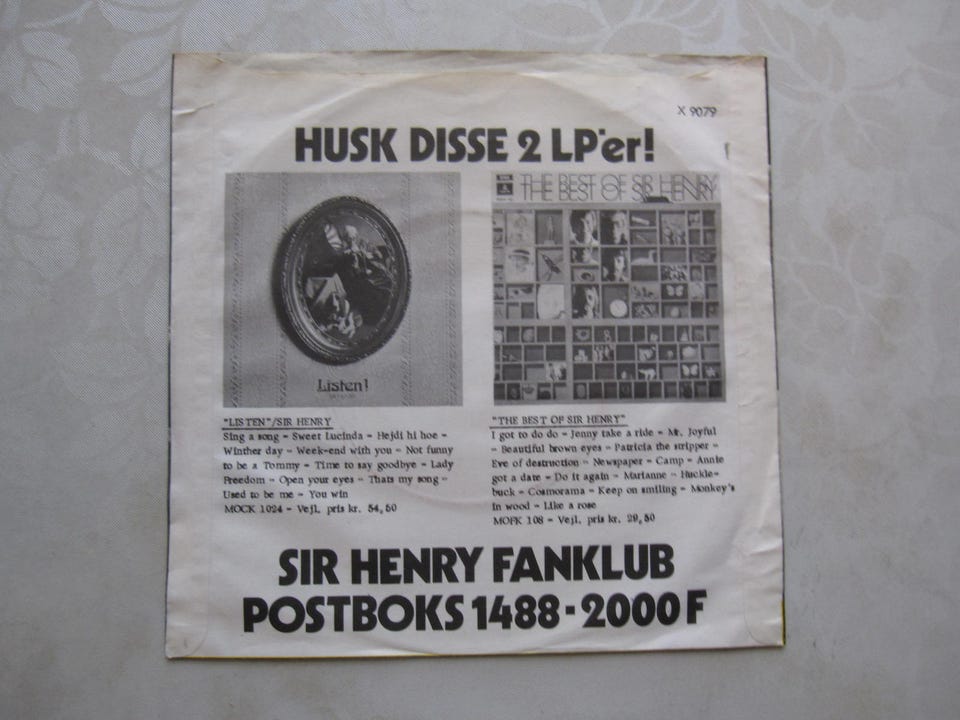 X 9079
HUSK DISSE 2 LP'er!
Listen!
THE BEST OF SIR HENRY
"LISTEN"/SIR HENRY
Sing a song - Sweet Lucinda - Hejdi hi hoe -
Winther day - Week-end with you - Not funny
to be a Tommy - Time to say goodbye - Lady
Freedom - Open your eyes - Thats my song -
Used to be me - You win
MOCK 1024 - Vejl. pris kr. 54,50
"THE BEST OF SIR HENRY"
I got to do do - Jenny take a ride - Mr. Joyful
- Beautiful brown eyes - Patricia the stripper -
Eve of destruction - Newspaper - Camp - Annie
got a date - Do it again - Marianne - Huckle-
buck - Cosmorama - Keep on smiling - Monkey's
in wood - Like a rose
MOFK 108 - Vejl. pris kr. 29,50
SIR HENRY FANKLUB
POSTBOKS 1488 - 2000 F